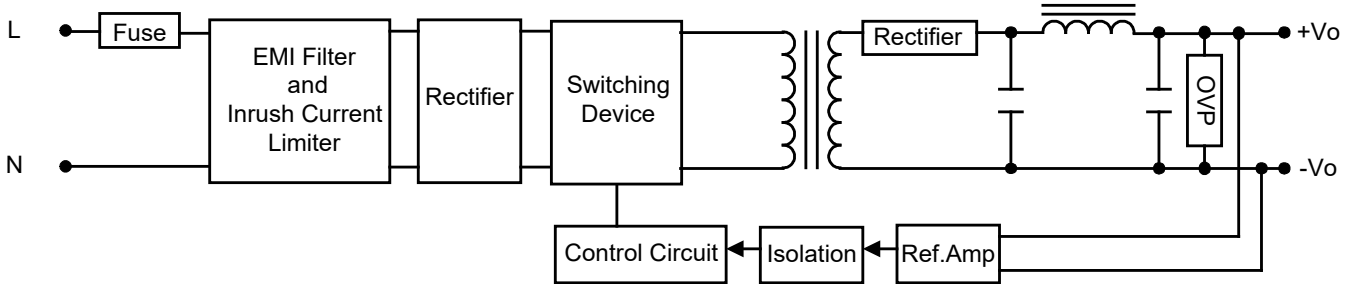 L
Fuse
EMI Filter
and
Inrush Current
Limiter
Rectifier
Switching
Device
Rectifier
OVP
+Vo
N
-Vo
Control Circuit
Isolation
Ref.Amp